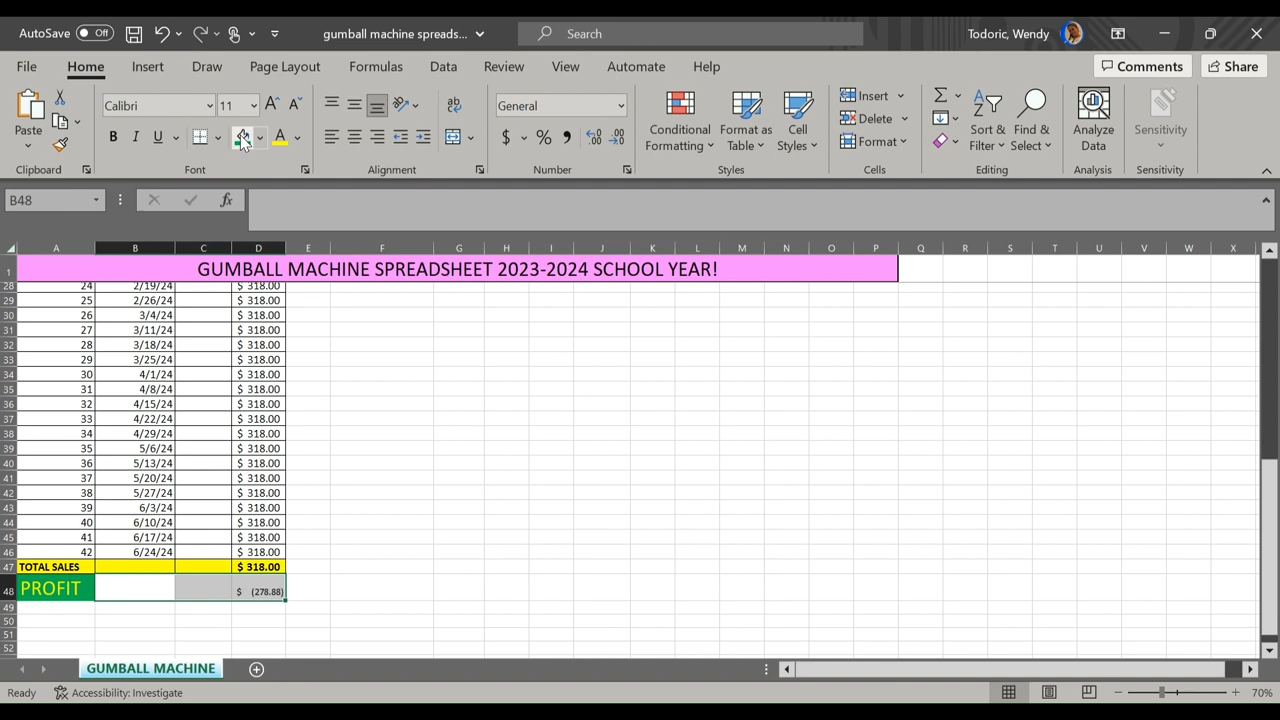 AutoSave Off gumball machine spreads... Search Todoric, Wendy
File Home Insert Draw Page Layout Formulas Data Review View Automate Help Comments Share
Paste
Clipboard
Calibri 11
B I U A
Font
ab
Alignment
General
$ % ,
Number
Conditional Formatting
Format as Table
Cell Styles
Styles
Insert
Delete
Format
Cells
Sort & Filter
Find & Select
Editing
Analyze Data
Analysis
Sensitivity
Sensitivity
B48 fx
A B C D E F G H I J K L M N O P Q R S T U V W X
1 GUMBALL MACHINE SPREADSHEET 2023-2024 SCHOOL YEAR!
28 24 2/19/24 $ 318.00
29 25 2/26/24 $ 318.00
30 26 3/4/24 $ 318.00
31 27 3/11/24 $ 318.00
32 28 3/18/24 $ 318.00
33 29 3/25/24 $ 318.00
34 30 4/1/24 $ 318.00
35 31 4/8/24 $ 318.00
36 32 4/15/24 $ 318.00
37 33 4/22/24 $ 318.00
38 34 4/29/24 $ 318.00
39 35 5/6/24 $ 318.00
40 36 5/13/24 $ 318.00
41 37 5/20/24 $ 318.00
42 38 5/27/24 $ 318.00
43 39 6/3/24 $ 318.00
44 40 6/10/24 $ 318.00
45 41 6/17/24 $ 318.00
46 42 6/24/24 $ 318.00
47 TOTAL SALES $ 318.00
48 PROFIT $ (278.88)
49
50
51
52
GUMBALL MACHINE
Ready Accessibility: Investigate 70%